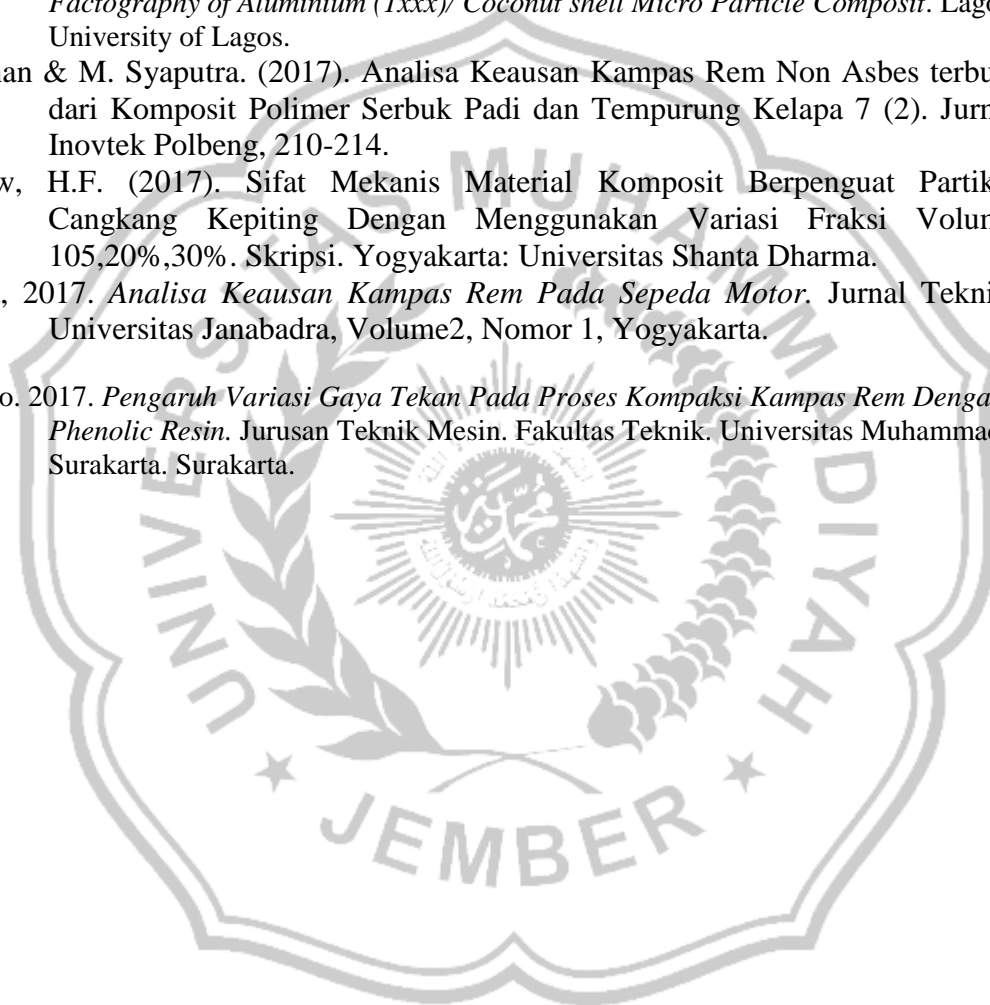 Factography of Aluminium (1xxx)/ Coconut shell Micro Particle Composit. Lago
University of Lagos.
nan & M. Syaputra. (2017). Analisa Keausan Kampas Rem Non Asbes terbu
dari Komposit Polimer Serbuk Padi dan Tempurung Kelapa 7 (2). Jurn
Inovtek Polbeng, 210-214.
w, H.F. (2017). Sifat Mekanis Material Komposit Berpenguat Partik
Cangkang Kepiting Dengan Menggunakan Variasi Fraksi Volum
105,20%,30%. Skripsi. Yogyakarta: Universitas Shanta Dharma.
, 2017. Analisa Keausan Kampas Rem Pada Sepeda Motor. Jurnal Tekni
Universitas Janabadra, Volume2, Nomor 1, Yogyakarta.
o. 2017. Pengaruh Variasi Gaya Tekan Pada Proses Kompaksi Kampas Rem Denga
Phenolic Resin. Jurusan Teknik Mesin. Fakultas Teknik. Universitas Muhammad
Surakarta. Surakarta.
UNIVERSITAS MUHAMMADIYAH
JEMBER